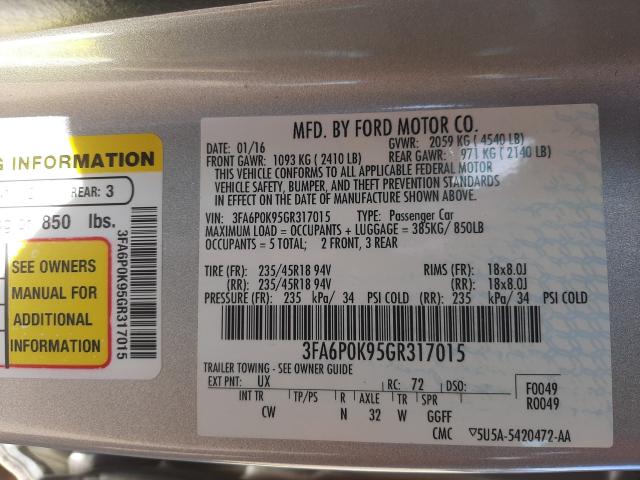 INFORMATION
REAR: 3
850 lbs.
SEE OWNERS
MANUAL FOR
ADDITIONAL
INFORMATION
3FA6P0K95GR317015
MFD. BY FORD MOTOR CO.
DATE: 01/16 GVWR: 2059 KG ( 4540 LB)
FRONT GAWR: 1093 KG ( 2410 LB) REAR GAWR: 971 KG ( 2140 LB)
THIS VEHICLE CONFORMS TO ALL APPLICABLE FEDERAL MOTOR
VEHICLE SAFETY, BUMPER, AND THEFT PREVENTION STANDARDS
IN EFFECT ON THE DATE OF MANUFACTURE SHOWN ABOVE.
VIN: 3FA6P0K95GR317015 TYPE: Passenger Car
MAXIMUM LOAD = OCCUPANTS + LUGGAGE = 385KG/ 850LB
OCCUPANTS = 5 TOTAL; 2 FRONT, 3 REAR
TIRE (FR): 235/45R18 94V RIMS (FR): 18x8.0J
(RR): 235/45R18 94V (RR): 18x8.0J
PRESSURE (FR): 235 kPa/ 34 PSI COLD (RR): 235 kPa/ 34 PSI COLD
3FA6P0K95GR317015
TRAILER TOWING - SEE OWNER GUIDE
EXT PNT: UX RC: 72 DSO: F0049
INT TR TP/PS R AXLE TR SPR R0049
CW N 32 W GGFF
CMC ▽5U5A-5420472-AA